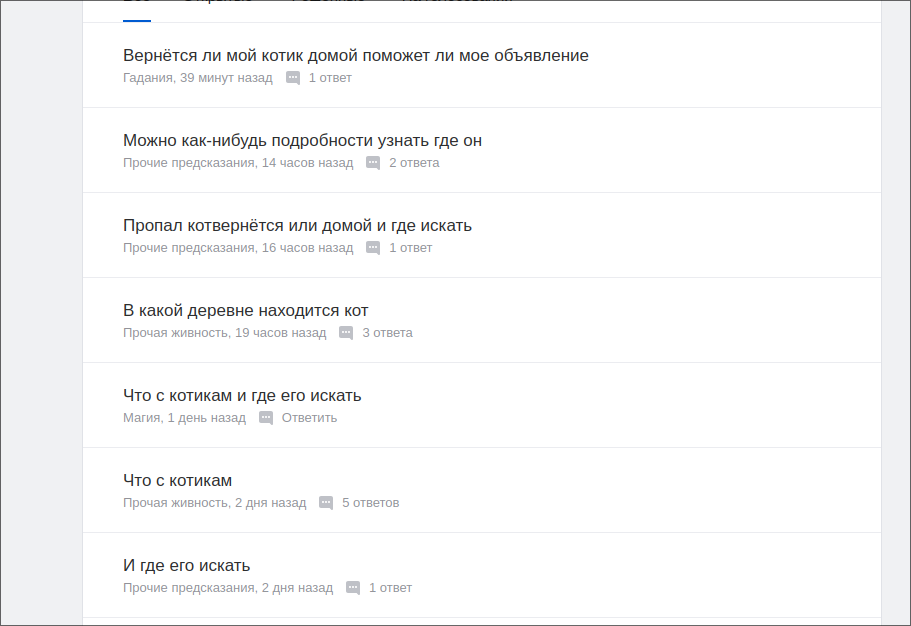 Вернётся ли мой котик домой поможет ли мое объявление
Гадания, 39 минут назад 1 ответ
Можно как-нибудь подробности узнать где он
Прочие предсказания, 14 часов назад 2 ответа
Пропал котвернётся или домой и где искать
Прочие предсказания, 16 часов назад 1 ответ
В какой деревне находится кот
Прочая живность, 19 часов назад 3 ответа
Что с котикам и где его искать
Магия, 1 день назад Ответить
Что с котикам
Прочая живность, 2 дня назад 5 ответов
И где его искать
Прочие предсказания, 2 дня назад 1 ответ